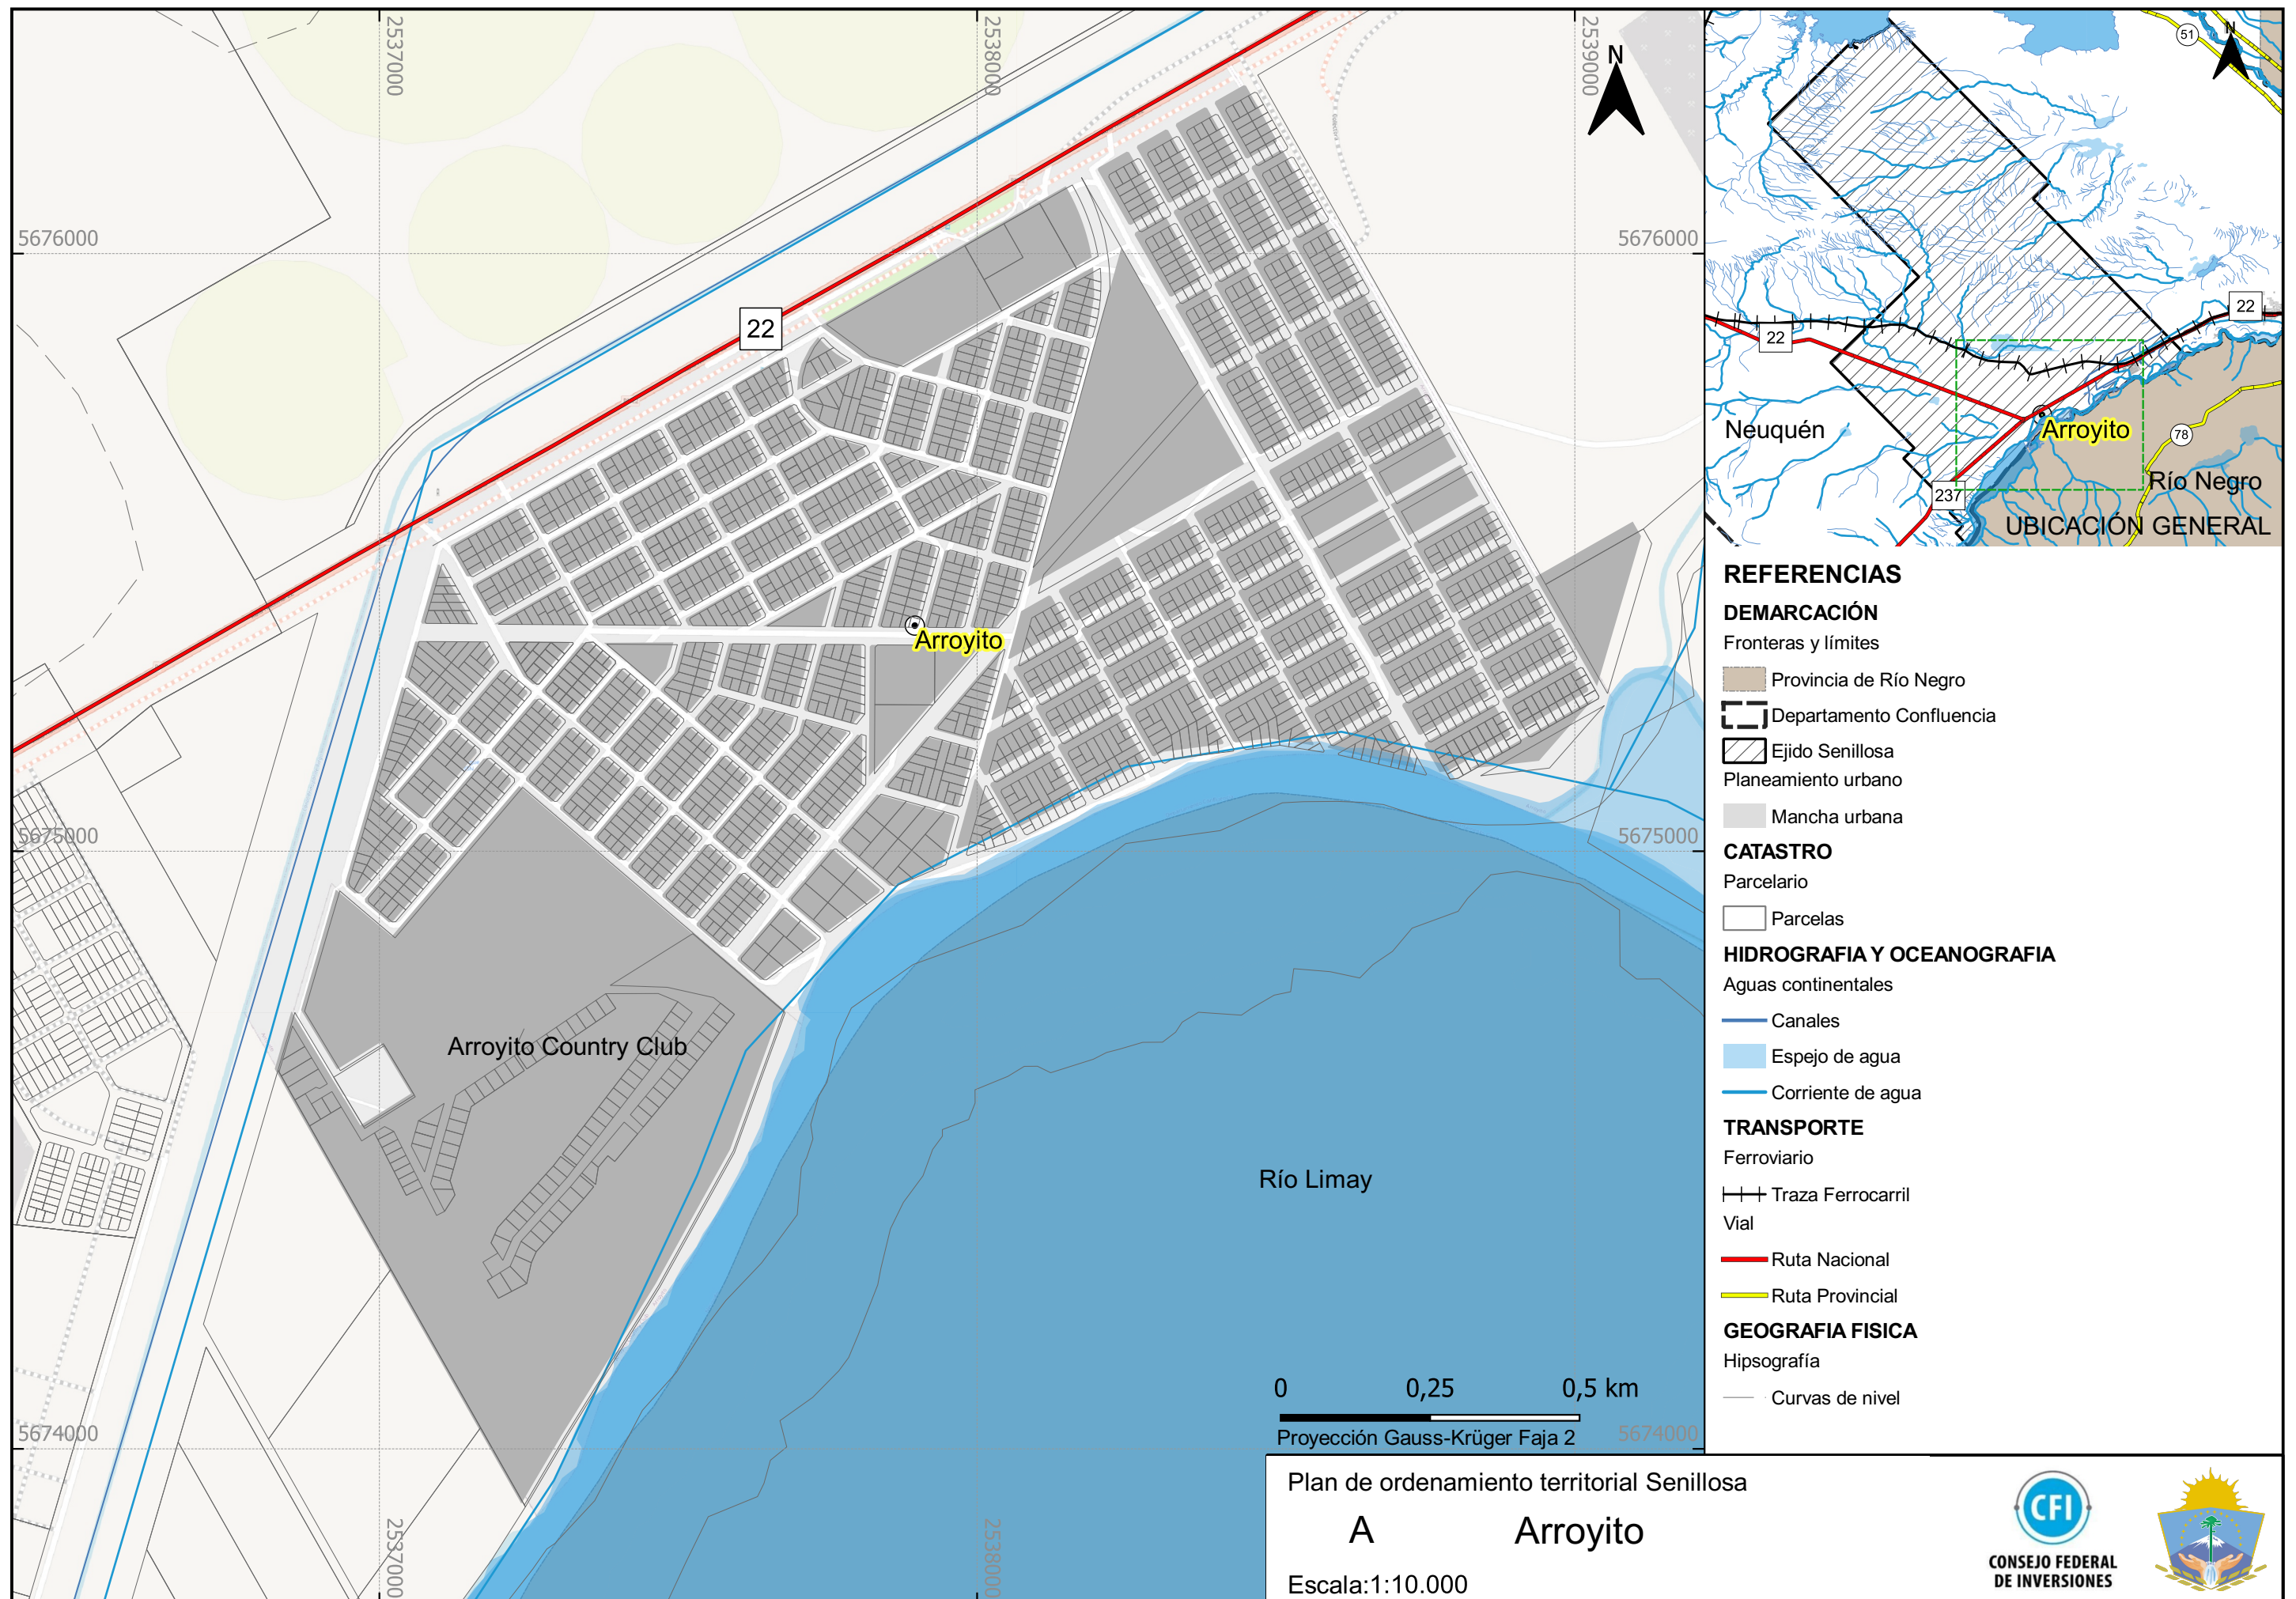 2537000
2538000
2539000
N
5676000
5676000
22
Arroyito
5675000
5675000
Arroyito Country Club
Río Limay
0 0,25 0,5 km
Proyección Gauss-Krüger Faja 2
5674000
5674000
2537000
2538000
51
N
22
22
Neuquén
Arroyito
78
Río Negro
237
UBICACIÓN GENERAL
REFERENCIAS
DEMARCACIÓN
Fronteras y límites
Provincia de Río Negro
Departamento Confluencia
Ejido Senillosa
Planeamiento urbano
Mancha urbana
CATASTRO
Parcelario
Parcelas
HIDROGRAFIA Y OCEANOGRAFIA
Aguas continentales
Canales
Espejo de agua
Corriente de agua
TRANSPORTE
Ferroviario
Traza Ferrocarril
Vial
Ruta Nacional
Ruta Provincial
GEOGRAFIA FISICA
Hipsografía
Curvas de nivel
Plan de ordenamiento territorial Senillosa
A Arroyito
Escala:1:10.000
CFI
CONSEJO FEDERAL
DE INVERSIONES